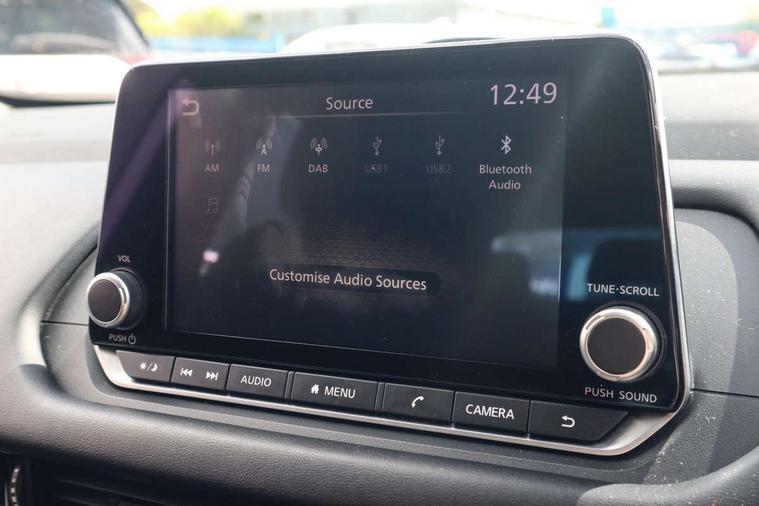 Source
12:49
AM
FM
DAB
USB1
USB2
Bluetooth
Audio
Customise Audio Sources
VOL
PUSH
TUNE·SCROLL
PUSH SOUND
AUDIO
MENU
CAMERA